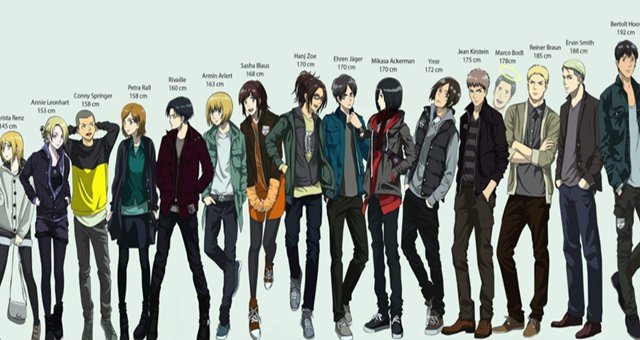 rista Renz
145 cm
Annie Leonhart
153 cm
Conny Springer
158 cm
Petra Rall
158 cm
Rivaille
160 cm
Armin Arlert
163 cm
Sasha Blaus
168 cm
Hanj Zoe
170 cm
Ehren Jäger
170 cm
Mikasa Ackerman
170 cm
Ymir
172 cm
Jean Kirstein
175 cm
Marco Bodt
178cm
Reiner Braun
185 cm
Ervin Smith
188 cm
Bertolt Hoov
192 cm